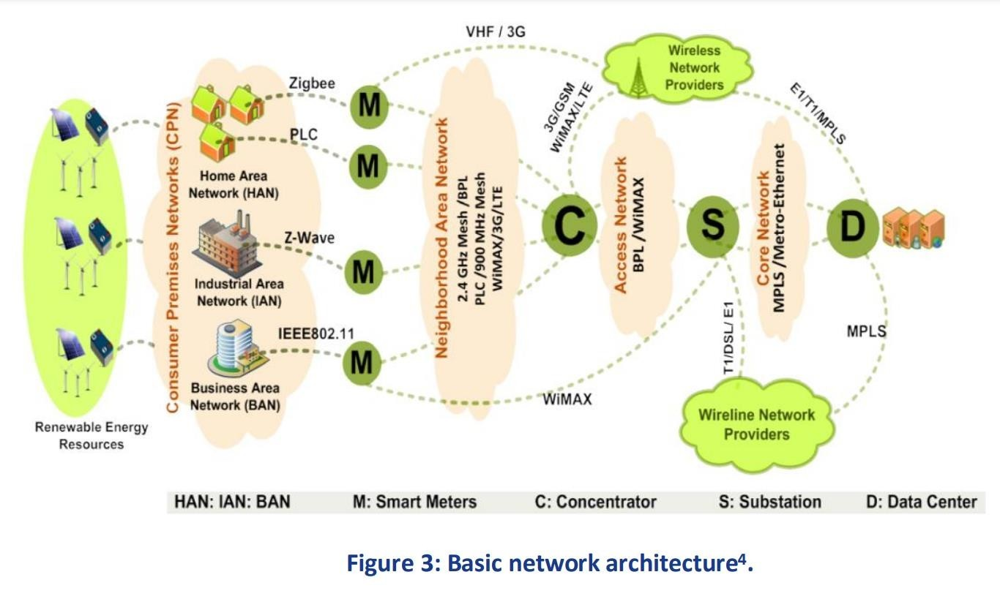 VHF / 3G
Wireless
Network
Providers
Zigbee
M
3G/GSM
WiMAX/LTE
E1/T1/MPLS
PLC
M
Consumer Premises Networks (CPN)
Home Area
Network (HAN)
Neighborhood Area Network
2.4 GHz Mesh /BPL
PLC /900 MHz Mesh
WiMAX/3G/LTE
C
Access Network
BPL /WiMAX
S
Core Network
MPLS /Metro-Ethernet
D
Z-Wave
M
Industrial Area
Network (IAN)
IEEE802.11
M
Business Area
Network (BAN)
T1/DSL/ E1
MPLS
WiMAX
Wireline Network
Providers
Renewable Energy
Resources
HAN: IAN: BAN
M: Smart Meters
C: Concentrator
S: Substation
D: Data Center
Figure 3: Basic network architecture⁴.